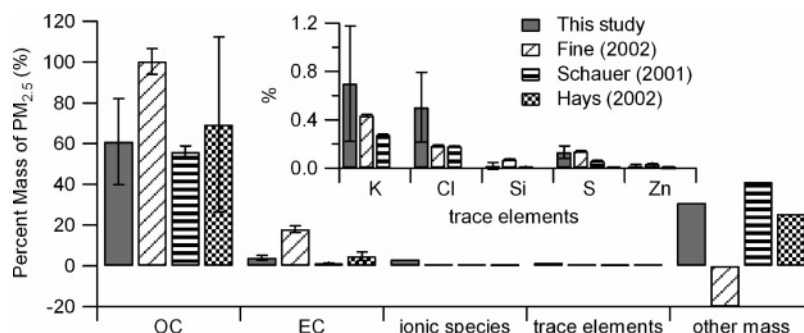 Percent Mass of PM2.5 (%)
120
100
80
60
40
20
0
-20
OC
EC
ionic species
trace elements
other mass
%
1.2
0.8
0.4
0.0
K
Cl
Si
S
Zn
trace elements
This study
Fine (2002)
Schauer (2001)
Hays (2002)